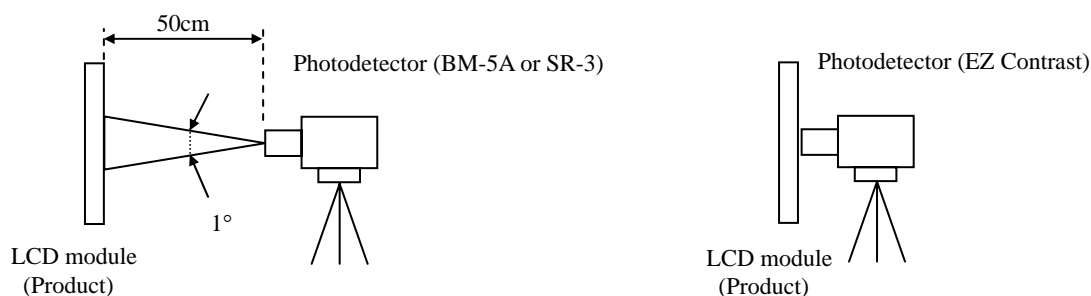 50cm
Photodetector (BM-5A or SR-3)
1°
LCD module
(Product)
Photodetector (EZ Contrast)
LCD module
(Product)